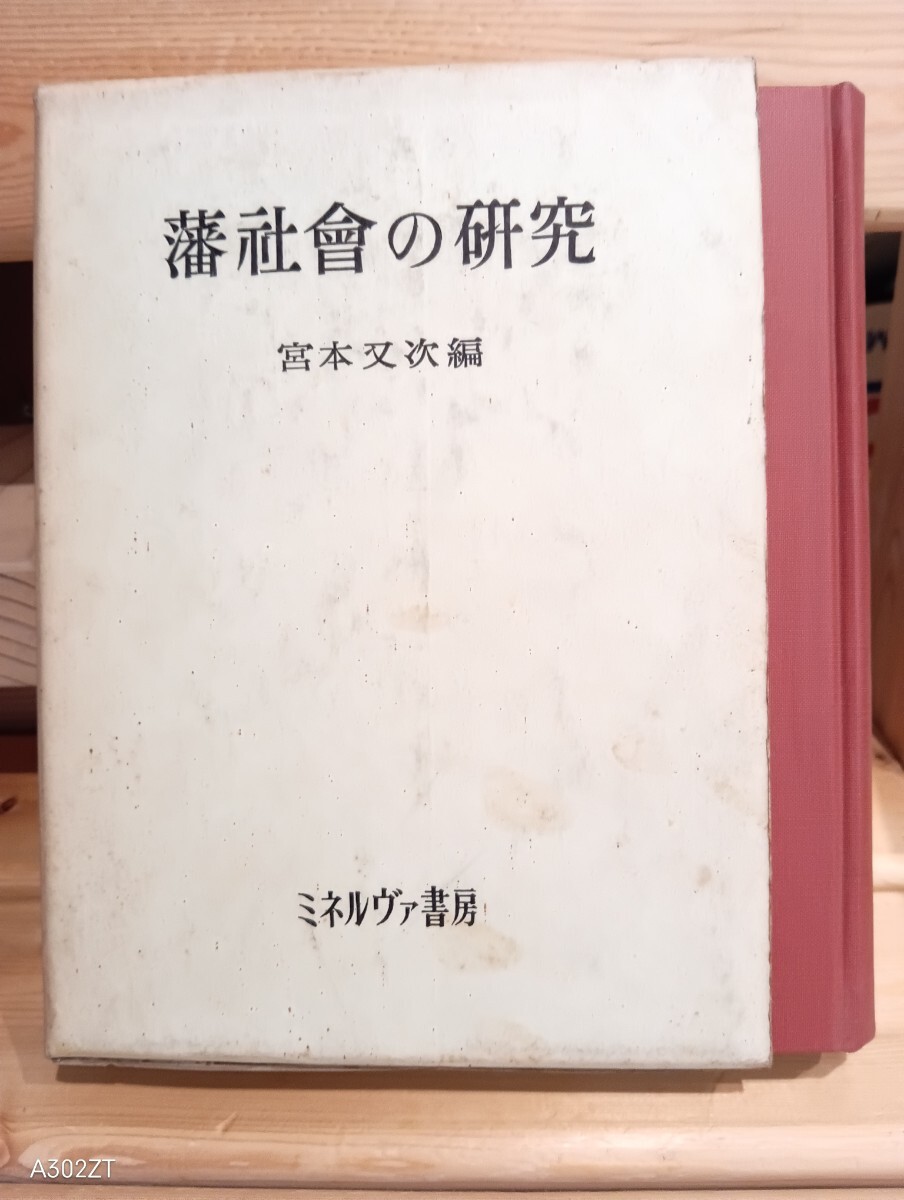 藩社會の研究
宮本又次編
ミネルヴァ書房
A302ZT